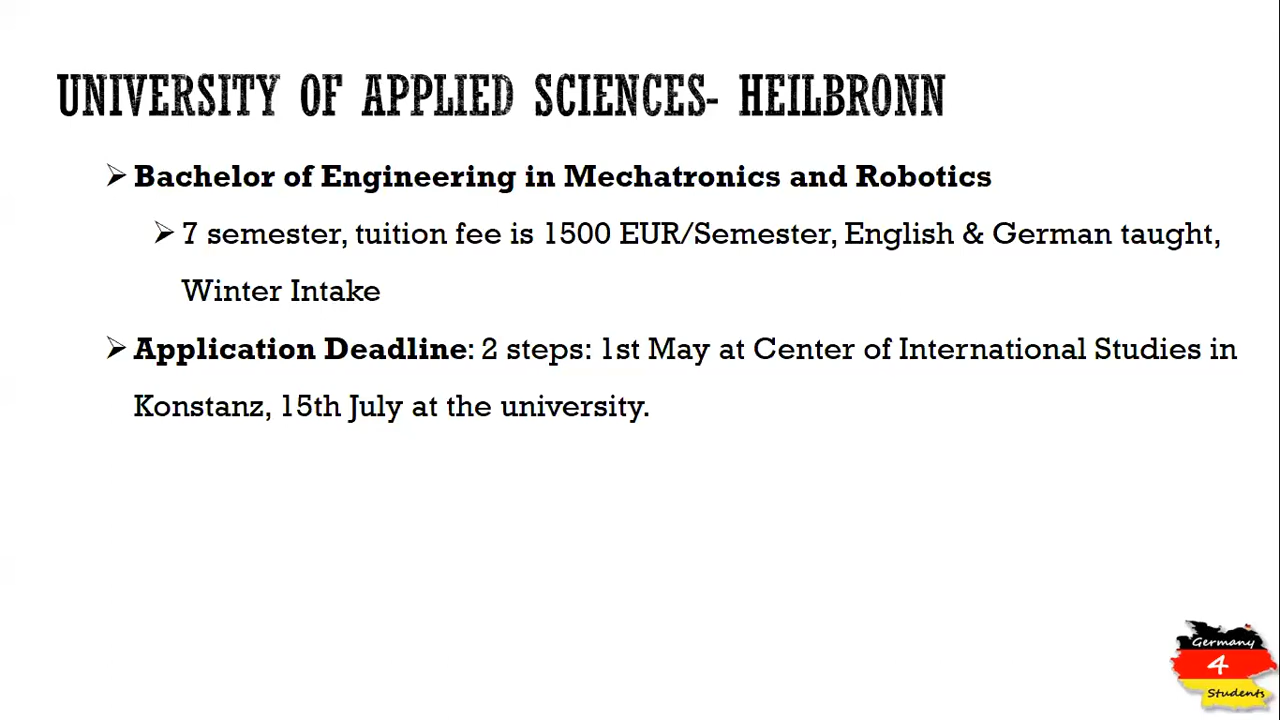 UNIVERSITY OF APPLIED SCIENCES- HEILBRONN
Bachelor of Engineering in Mechatronics and Robotics
7 semester, tuition fee is 1500 EUR/Semester, English & German taught,
Winter Intake
Application Deadline: 2 steps: 1st May at Center of International Studies in
Konstanz, 15th July at the university.
Germany
4
Students